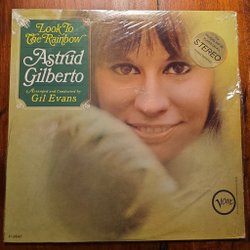 Look To
The Rainbow
Astrud
Gilberto
Arranged and Conducted by
Gil Evans
STEREO
Verve